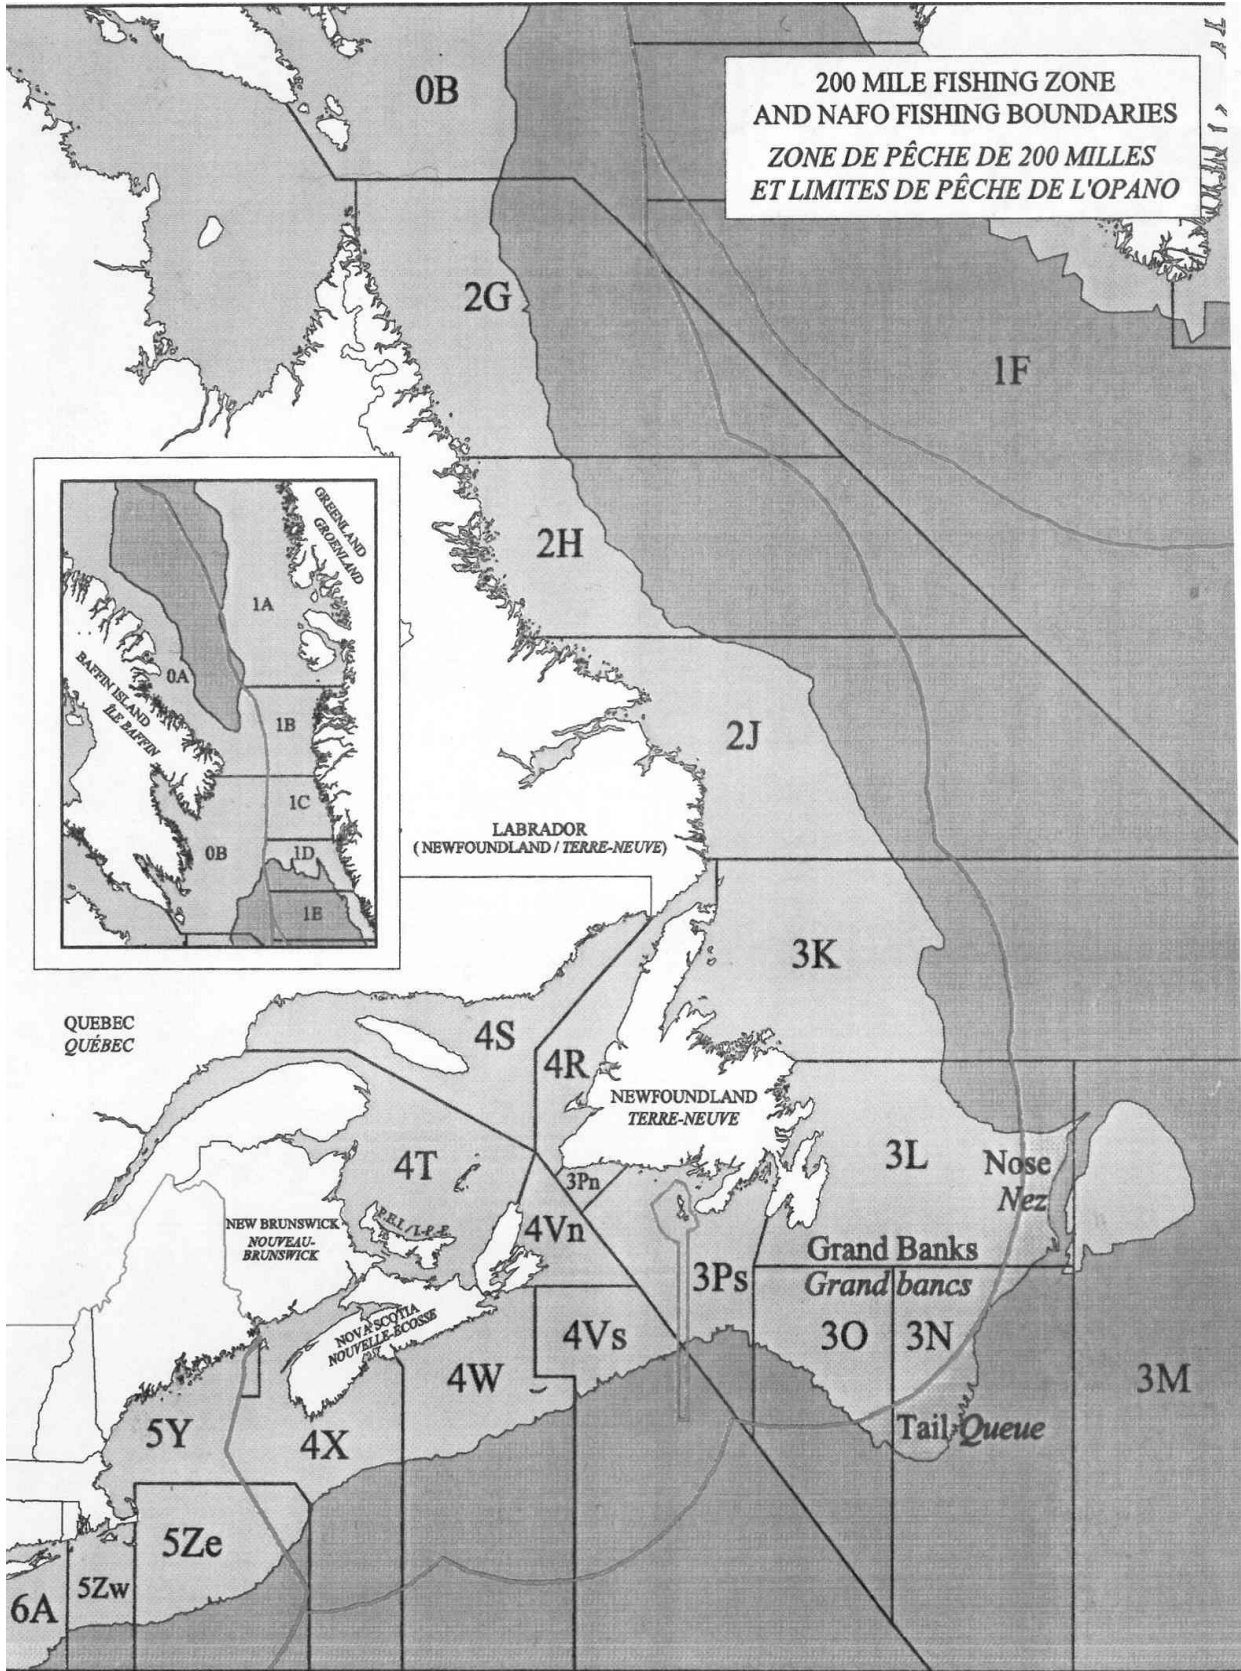 200 MILE FISHING ZONE
AND NAFO FISHING BOUNDARIES
ZONE DE PÊCHE DE 200 MILLES
ET LIMITES DE PÊCHE DE L'OPANO
0B
2G
1F
2H
2J
LABRADOR
( NEWFOUNDLAND / TERRE-NEUVE)
GREENLAND
GROENLAND
1A
0A
BAFFIN ISLAND
ÎLE BAFFIN
1B
1C
0B
1D
1E
3K
QUEBEC
QUÉBEC
4S
4R
NEWFOUNDLAND
TERRE-NEUVE
4T
3Pn
3L
Nose
Nez
P.E.I. / I-P-E
NEW BRUNSWICK
NOUVEAU-
BRUNSWICK
4Vn
3Ps
Grand Banks
Grand bancs
NOVA SCOTIA
NOUVELLE-ÉCOSSE
4Vs
3O
3N
4W
3M
5Y
4X
Tail-Queue
5Ze
5Zw
6A